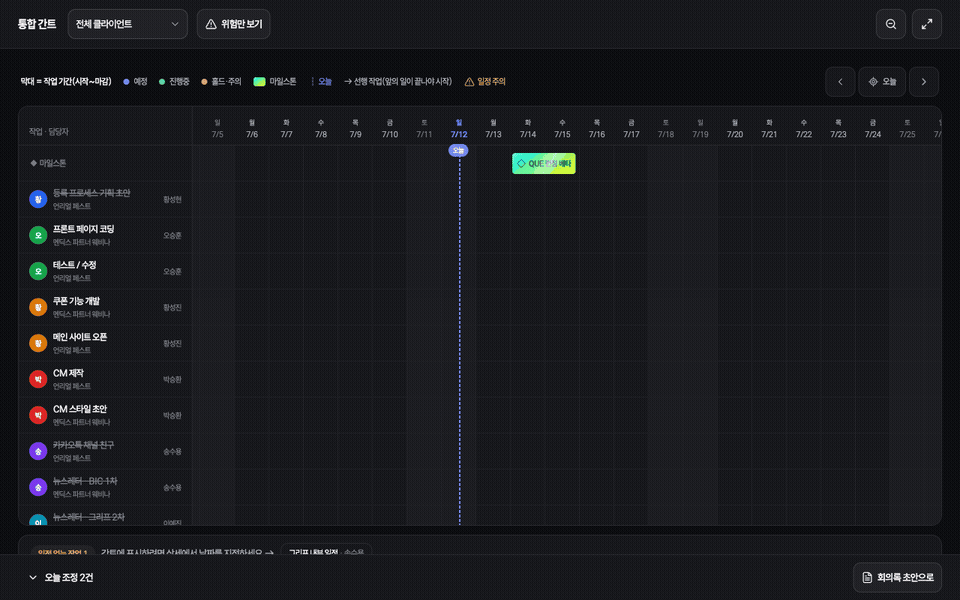 통합 간트
전체 클라이언트
위험만 보기
막대 = 작업 기간(시작~마감) 예정 진행중 홀드·주의 마일스톤 오늘 → 선행 작업(앞의 일이 끝나야 시작) 일정 주의
오늘
작업 · 담당자
일 월 화 수 목 금 토 일 월 화 수 목 금 토 일 월 화 수 목 금 토
7/5 7/6 7/7 7/8 7/9 7/10 7/11 7/12 7/13 7/14 7/15 7/16 7/17 7/18 7/19 7/20 7/21 7/22 7/23 7/24 7/25
오늘
마일스톤
QUE 런칭 베타
황 등록 프로세스 기획 초안 황성현
언리얼 페스트
오 프론트 페이지 코딩 오승훈
멘딕스 파트너 웨비나
오 테스트 / 수정 오승훈
언리얼 페스트
황 쿠폰 기능 개발 황성진
멘딕스 파트너 웨비나
황 메인 사이트 오픈 황성진
언리얼 페스트
박 CM 제작 박승환
언리얼 페스트
박 CM 스타일 초안 박승환
멘딕스 파트너 웨비나
송 카카오톡 채널 친구 송수용
언리얼 페스트
송 뉴스레터 · BIC 1차 송수용
멘딕스 파트너 웨비나
이 뉴스레터 · 그리프 2차 이예진
일정 없는 작업 1 간트에 표시하려면 상세에서 날짜를 지정하세요 → 그리프 내부 일정 송수용
오늘 조정 2건
회의록 초안으로